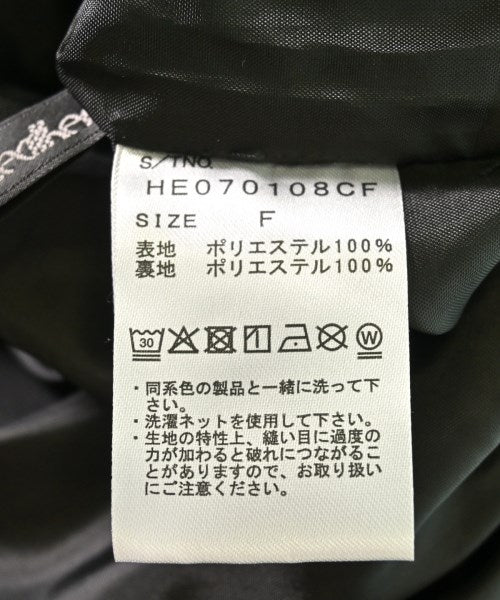 S/TNO.
HE070108CF
SIZE F
表地 ポリエステル100%
裏地 ポリエステル100%
30
W
・同系色の製品と一緒に洗って下
さい。
・洗濯ネットを使用して下さい。
・生地の特性上、縫い目に過度の
力が加わると破れにつながるこ
とがありますので、お取り扱い
にご注意ください。